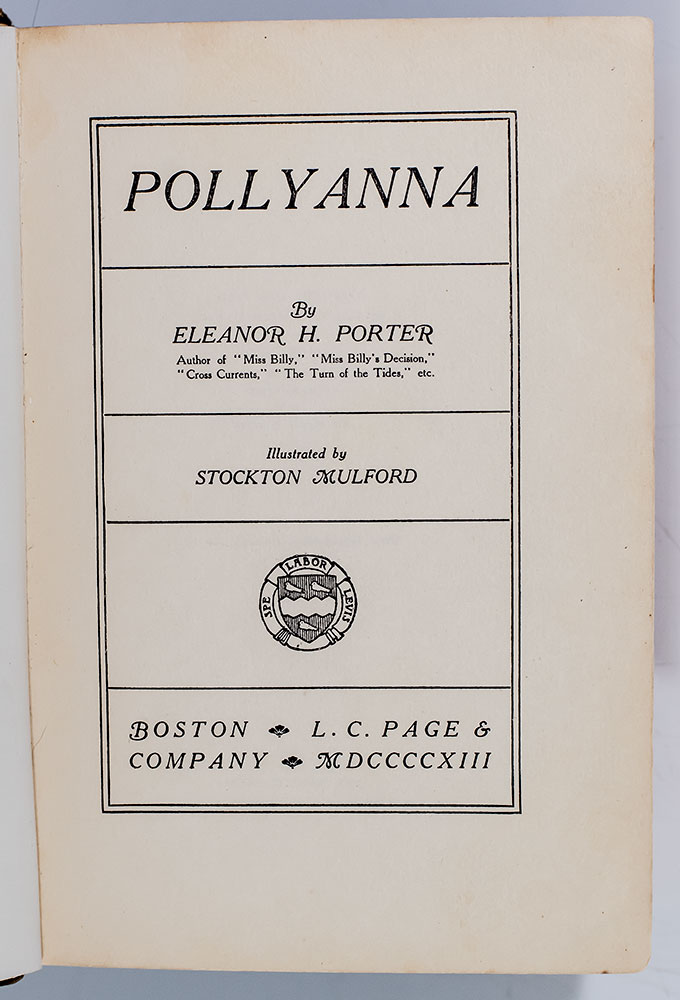 POLLYANNA
By
ELEANOR H. PORTER
Author of "Miss Billy," "Miss Billy's Decision,"
"Cross Currents," "The Turn of the Tides," etc.
Illustrated by
STOCKTON MULFORD
SPE LABOR LEVIS
BOSTON L. C. PAGE &
COMPANY MDCCCCXIII